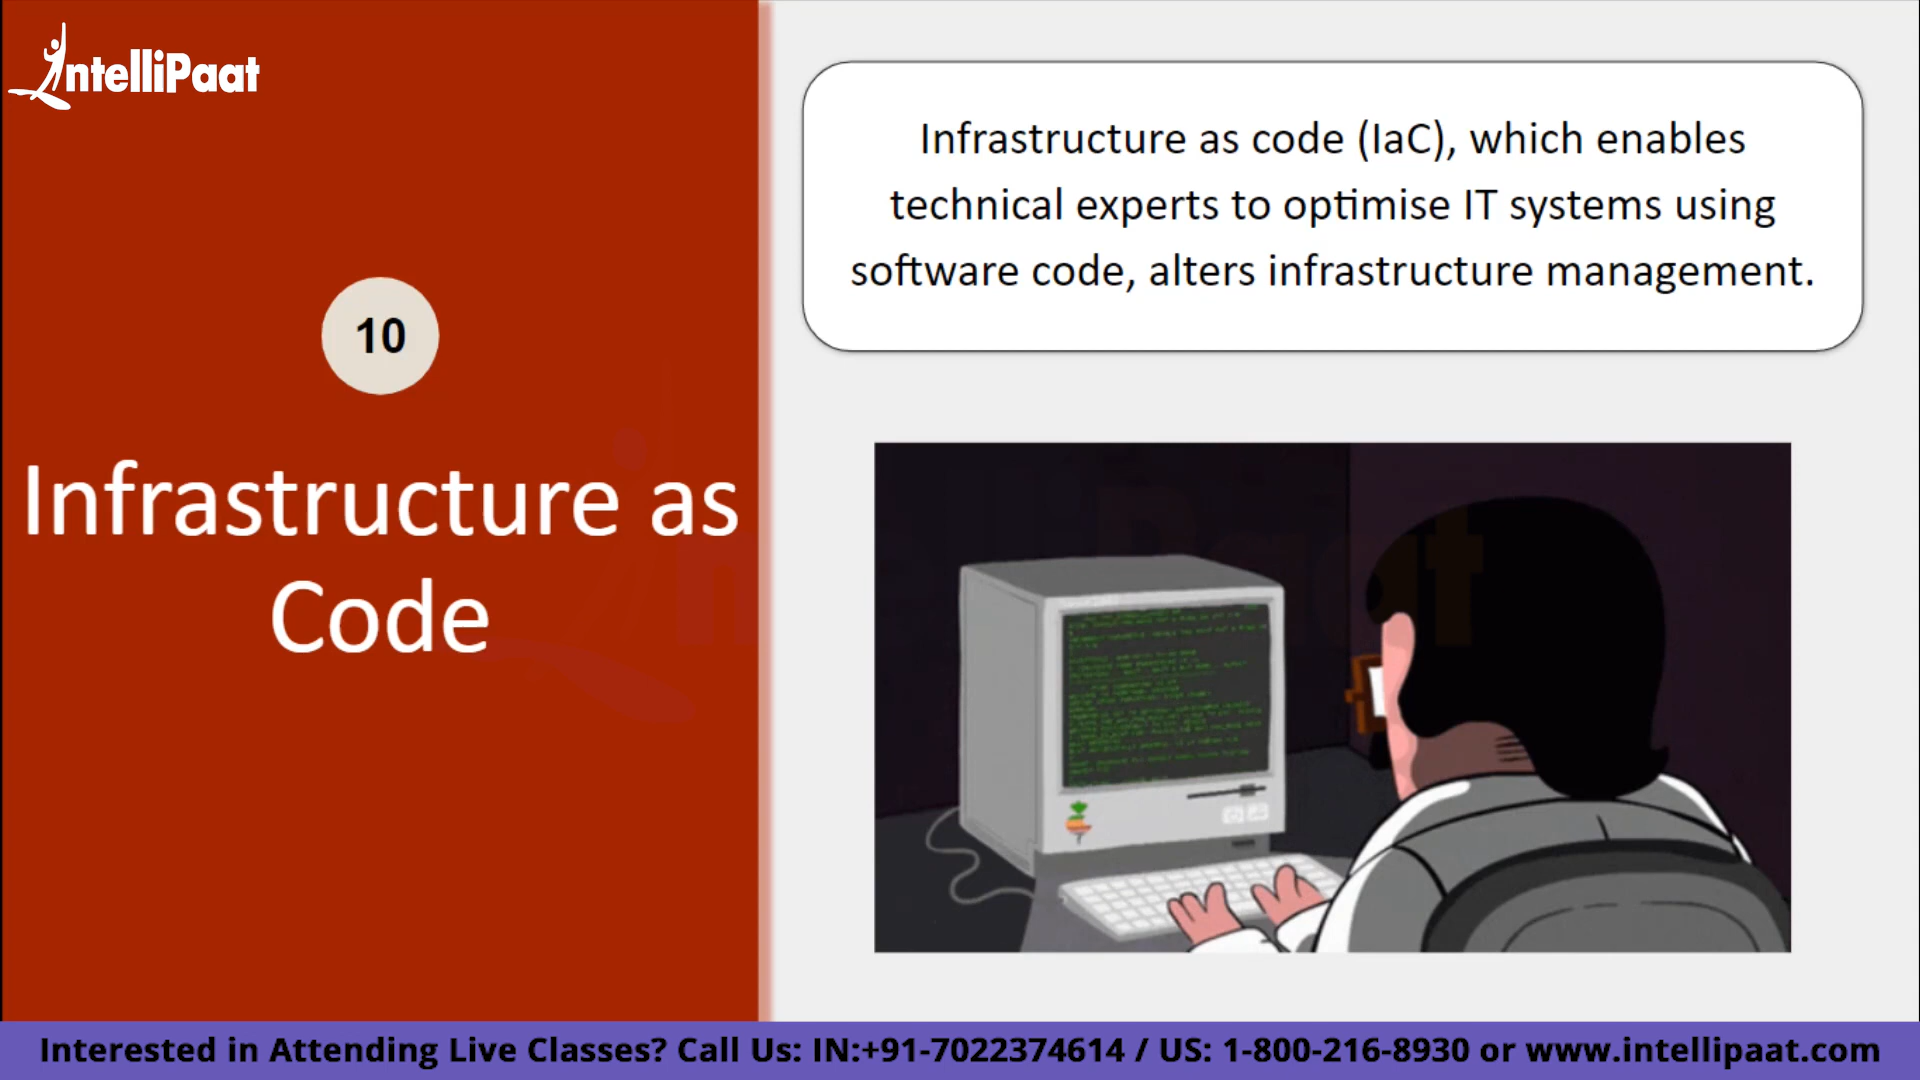 IntelliPaat
10
Infrastructure as
Code
Infrastructure as code (IaC), which enables
technical experts to optimise IT systems using
software code, alters infrastructure management.
Interested in Attending Live Classes? Call Us: IN:+91-7022374614 / US: 1-800-216-8930 or www.intellipaat.com